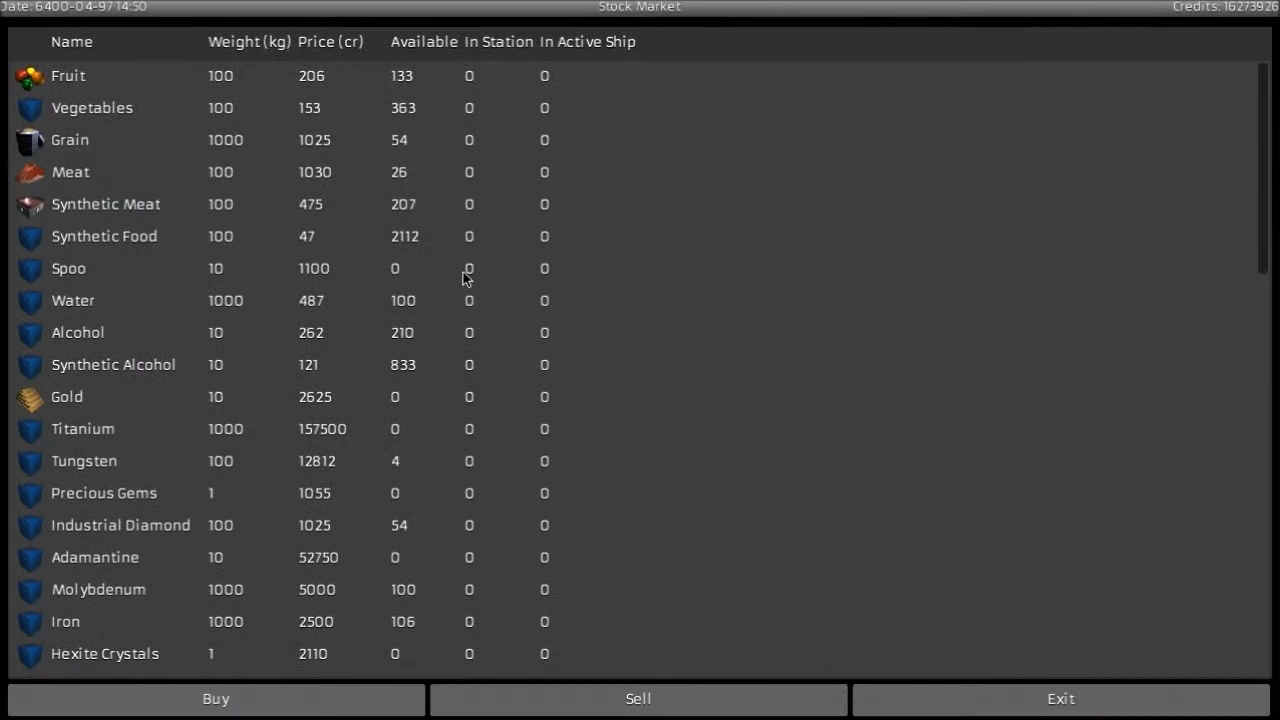 Date: 6400-04-97 14:50 Stock Market Credits: 16273926
Name Weight (kg) Price (cr) Available In Station In Active Ship
Fruit 100 206 133 0 0
Vegetables 100 153 363 0 0
Grain 1000 1025 54 0 0
Meat 100 1030 26 0 0
Synthetic Meat 100 475 207 0 0
Synthetic Food 100 47 2112 0 0
Spoo 10 1100 0 0 0
Water 1000 487 100 0 0
Alcohol 10 262 210 0 0
Synthetic Alcohol 10 121 833 0 0
Gold 10 2625 0 0 0
Titanium 1000 157500 0 0 0
Tungsten 100 12812 4 0 0
Precious Gems 1 1055 0 0 0
Industrial Diamond 100 1025 54 0 0
Adamantine 10 52750 0 0 0
Molybdenum 1000 5000 100 0 0
Iron 1000 2500 106 0 0
Hexite Crystals 1 2110 0 0 0
Buy Sell Exit